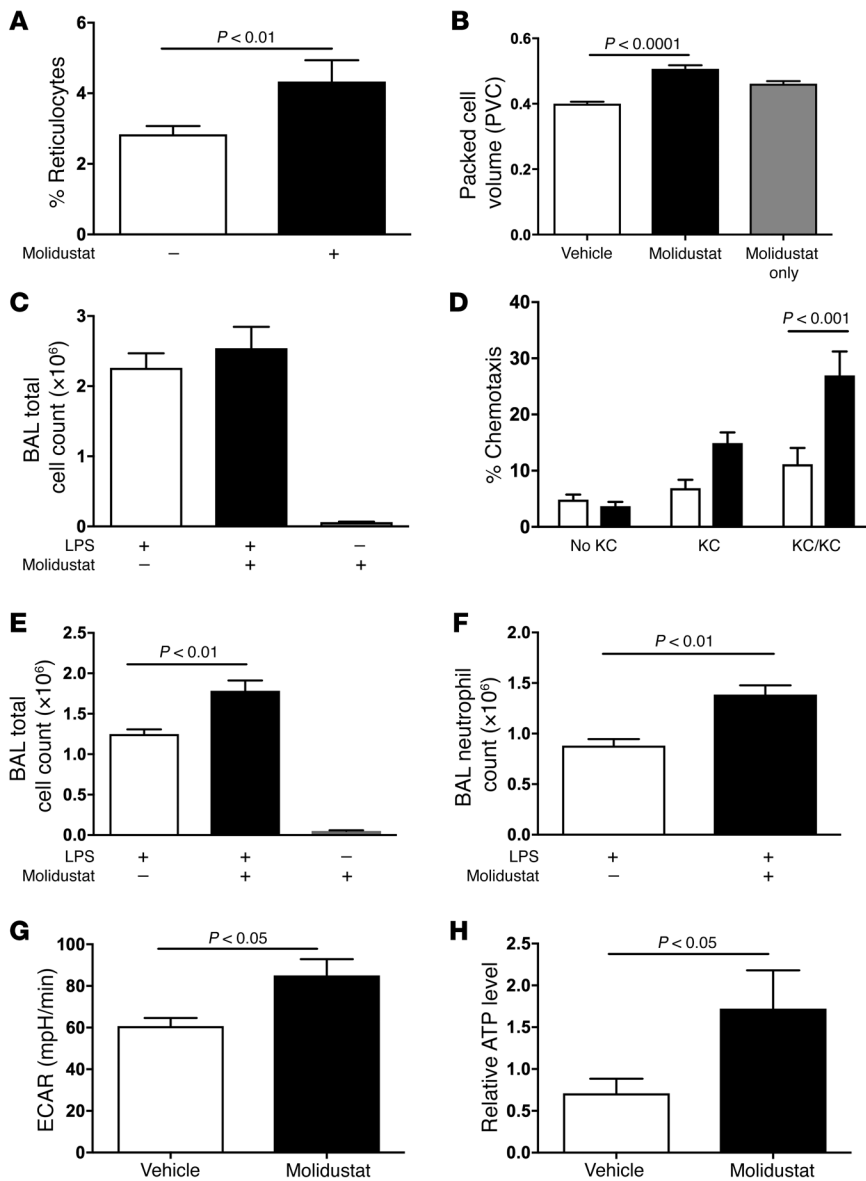 A
% Reticulocytes
6
4
2
0
P < 0.01
Molidustat
–
+
B
Packed cell
volume (PVC)
0.6
0.4
0.2
0.0
P < 0.0001
Vehicle
Molidustat
Molidustat
only
C
BAL total
cell count (×10⁶)
3
2
1
0
LPS + + –
Molidustat – + +
D
% Chemotaxis
40
30
20
10
0
P < 0.001
No KC
KC
KC/KC
E
BAL total
cell count (×10⁶)
2.5
2.0
1.5
1.0
0.5
0.0
P < 0.01
LPS + + –
Molidustat – + +
F
BAL neutrophil
count (×10⁶)
2.0
1.5
1.0
0.5
0.0
P < 0.01
LPS + +
Molidustat – +
G
ECAR (mpH/min)
100
80
60
40
20
0
P < 0.05
Vehicle
Molidustat
H
Relative ATP level
2.5
2.0
1.5
1.0
0.5
0.0
P < 0.05
Vehicle
Molidustat